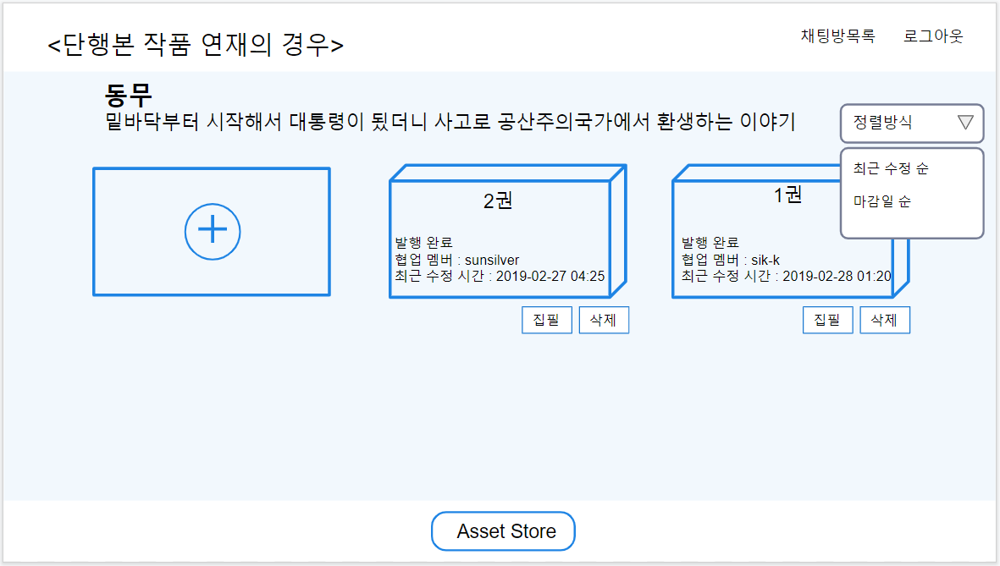 <단행본 작품 연재의 경우>
채팅방목록 로그아웃
동무
밑바닥부터 시작해서 대통령이 됐더니 사고로 공산주의국가에서 환생하는 이야기
정렬방식
최근 수정 순
마감일 순
2권
발행 완료
협업 멤버 : sunsilver
최근 수정 시간 : 2019-02-27 04:25
집필 삭제
1권
발행 완료
협업 멤버 : sik-k
최근 수정 시간 : 2019-02-28 01:20
집필 삭제
Asset Store